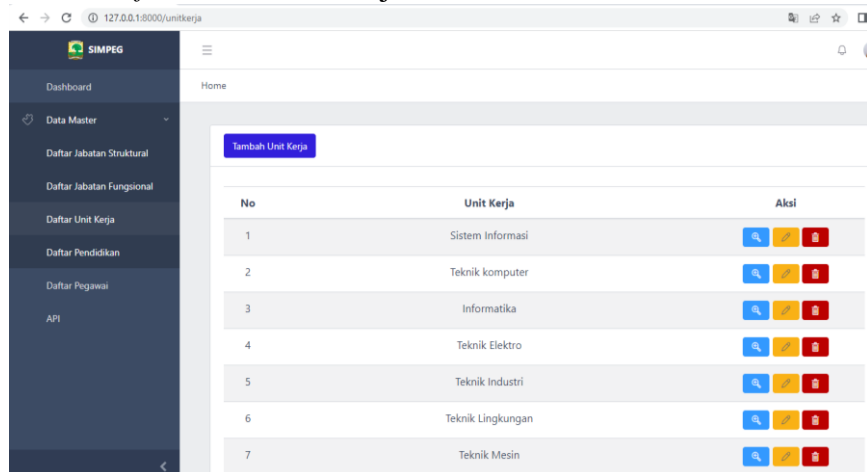 127.0.0.1:8000/unitkerja
SIMPEG
Dashboard
Home
Data Master
Daftar Jabatan Struktural
Daftar Jabatan Fungsional
Daftar Unit Kerja
Daftar Pendidikan
Daftar Pegawai
API
Tambah Unit Kerja
No Unit Kerja Aksi
1 Sistem Informasi
2 Teknik komputer
3 Informatika
4 Teknik Elektro
5 Teknik Industri
6 Teknik Lingkungan
7 Teknik Mesin